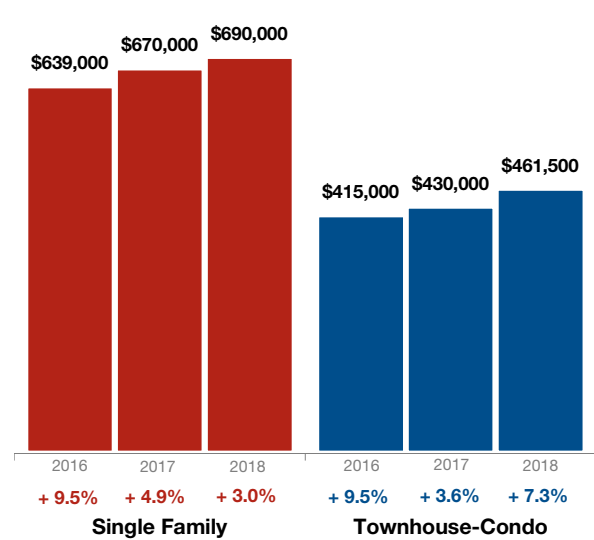 $639,000
$670,000
$690,000
$415,000
$430,000
$461,500
2016 2017 2018 2016 2017 2018
+ 9.5% + 4.9% + 3.0% + 9.5% + 3.6% + 7.3%
Single Family Townhouse-Condo